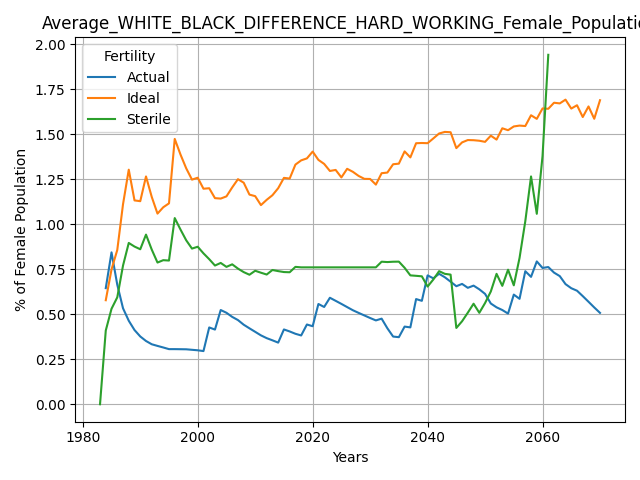 Average_WHITE_BLACK_DIFFERENCE_HARD_WORKING_Female_Populatio
Fertility
Actual
Ideal
Sterile
% of Female Population
2.00
1.75
1.50
1.25
1.00
0.75
0.50
0.25
0.00
1980
2000
2020
2040
2060
Years